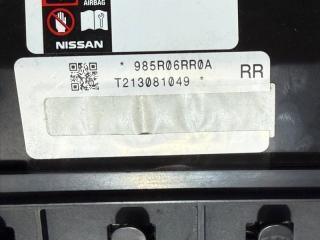 AIRBAG
NISSAN
* 985R06RR0A
T213081049 *
RR